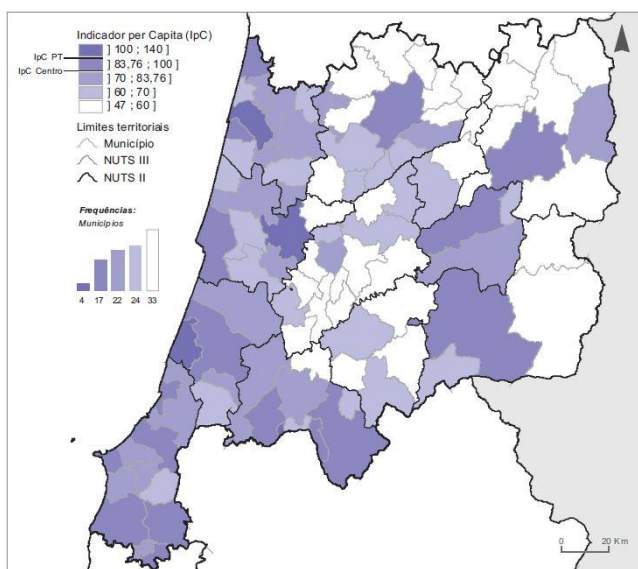 Indicador per Capita (IpC)
] 100 ; 140 ]
IpC PT
] 83,76 ; 100 ]
IpC Centro
] 70 ; 83,76 ]
] 60 ; 70 ]
] 47 ; 60 ]
Limites territoriais
Município
NUTS III
NUTS II
Frequências:
Municípios
4 17 22 24 33
0 20 Km